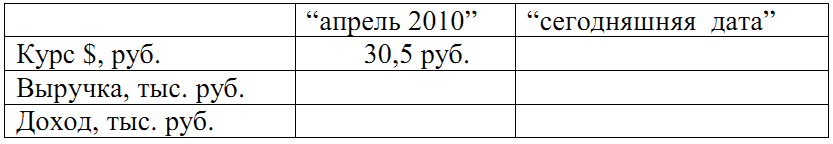 “апрель 2010” “сегодняшняя дата”
Курс $, руб. 30,5 руб.
Выручка, тыс. руб.
Доход, тыс. руб.